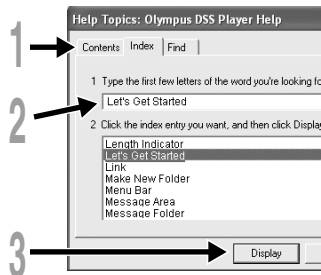 Help Topics: Olympus DSS Player Help
1
Contents Index Find
1 Type the first few letters of the word you're looking fo
2
Let's Get Started
2 Click the index entry you want, and then click Display
Length Indicator
Let's Get Started
Link
Make New Folder
Menu Bar
Message Area
Message Folder
3
Display